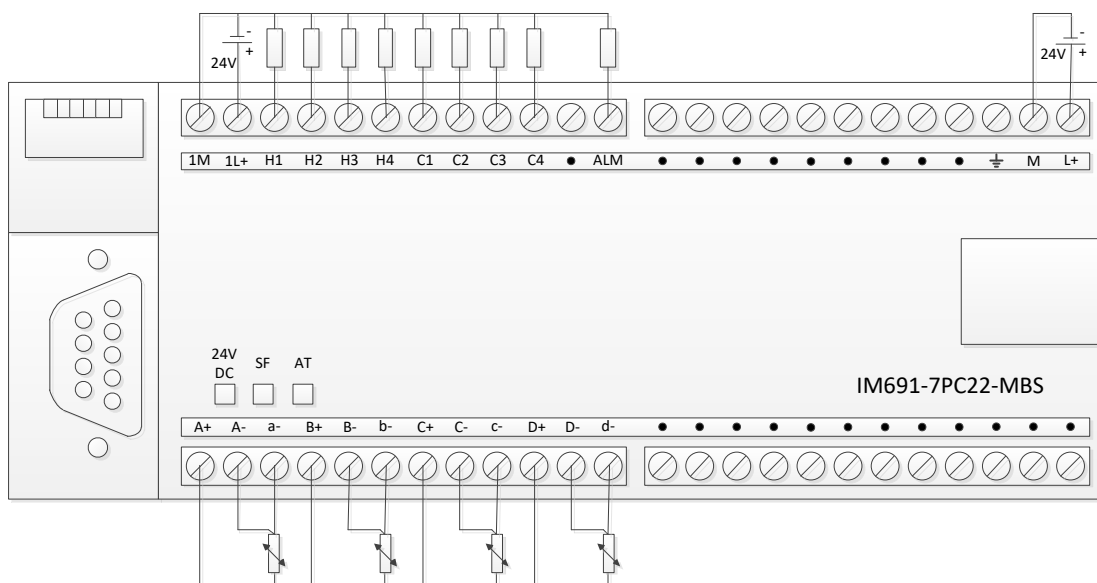 - -
+ +
24V 24V
1M 1L+ H1 H2 H3 H4 C1 C2 C3 C4 ● ALM ● ● ● ● ● ● ● ● ● M L+
24V
DC SF AT
IM691-7PC22-MBS
A+ A- a- B+ B- b- C+ C- c- D+ D- d- ● ● ● ● ● ● ● ● ● ● ● ●